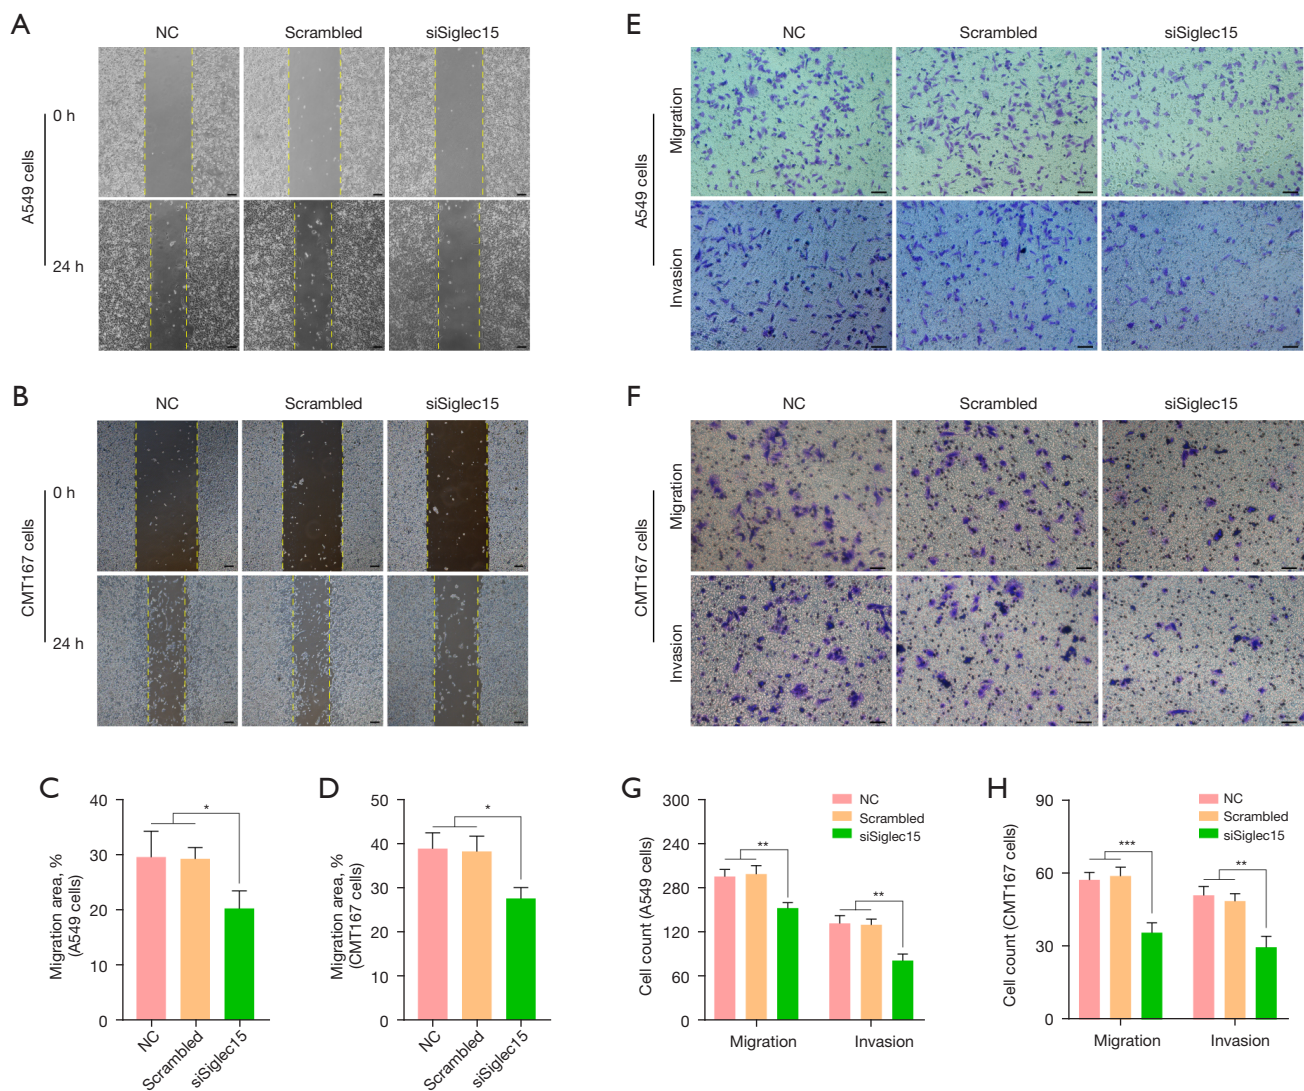 A
NC
Scrambled
siSiglec15
0 h
24 h
A549 cells
E
NC
Scrambled
siSiglec15
Migration
Invasion
A549 cells
B
NC
Scrambled
siSiglec15
0 h
24 h
CMT167 cells
F
NC
Scrambled
siSiglec15
Migration
Invasion
CMT167 cells
C
Migration area, %
(A549 cells)
40
30
20
10
0
*
NC
Scrambled
siSiglec15
D
Migration area, %
(CMT167 cells)
50
40
30
20
10
0
*
NC
Scrambled
siSiglec15
G
Cell count (A549 cells)
300
240
280
120
60
0
NC
Scrambled
siSiglec15
**
**
Migration
Invasion
H
Cell count (CMT167 cells)
90
60
30
0
NC
Scrambled
siSiglec15
***
**
Migration
Invasion